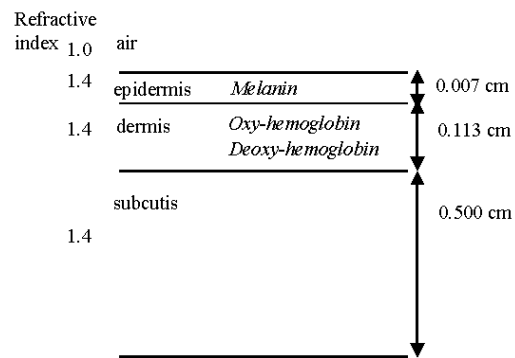 Refractive
index 1.0 air
1.4
epidermis Melanin 0.007 cm
1.4 dermis Oxy-hemoglobin 0.113 cm
Deoxy-hemoglobin
subcutis 0.500 cm
1.4